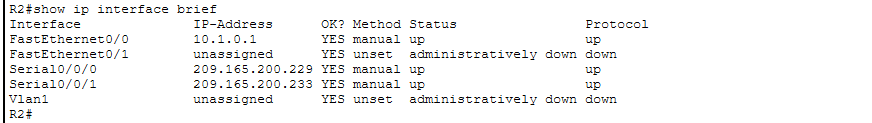 R2#show ip interface brief
Interface              IP-Address      OK? Method Status                Protocol
FastEthernet0/0        10.1.0.1        YES manual up                    up
FastEthernet0/1        unassigned      YES unset  administratively down down
Serial0/0/0            209.165.200.229 YES manual up                    up
Serial0/0/1            209.165.200.233 YES manual up                    up
Vlan1                  unassigned      YES unset  administratively down down
R2#